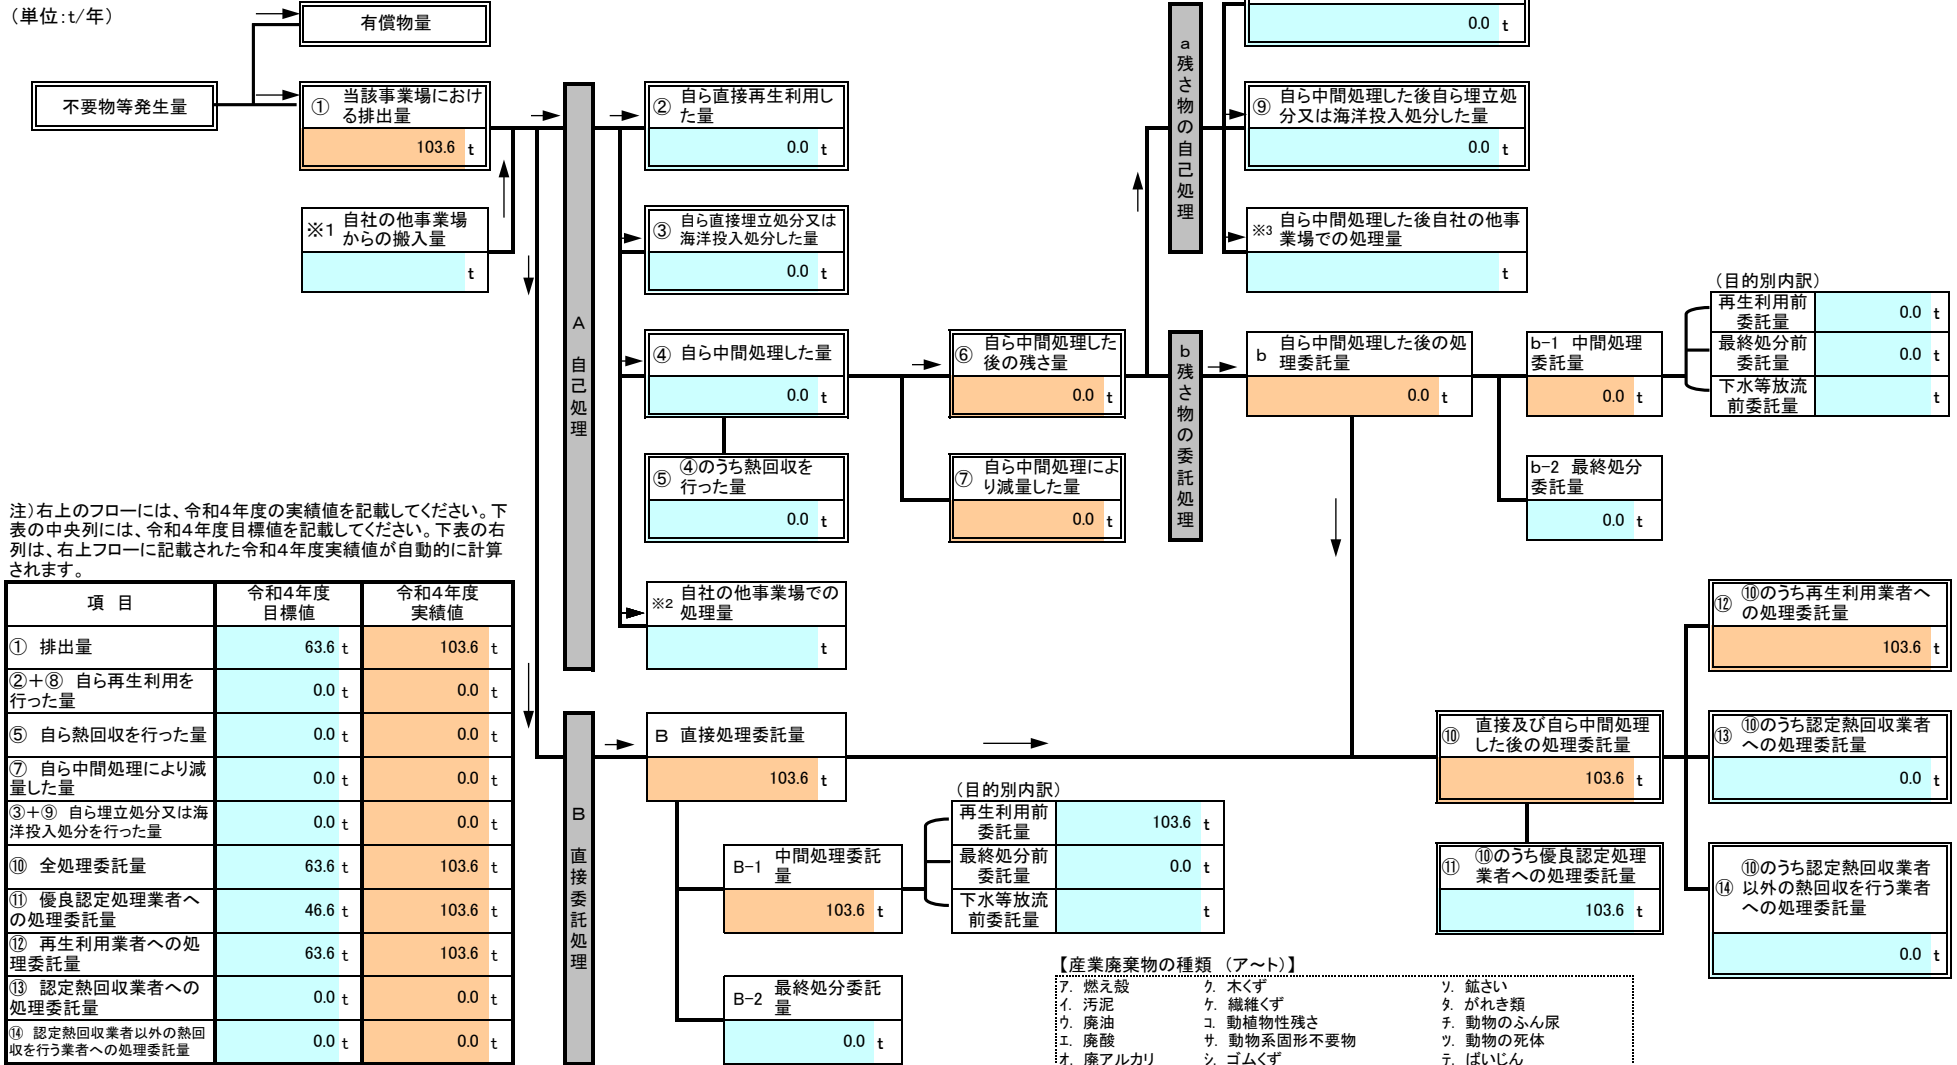 （単位：t/年）
有償物量
不要物等発生量
① 当該事業場におけ
る排出量
103.6 t
※1 自社の他事業場
からの搬入量
t
A 自己処理
② 自ら直接再生利用し
た量
0.0 t
③ 自ら直接埋立処分又は
海洋投入処分した量
0.0 t
④ 自ら中間処理した量
0.0 t
⑤ ④のうち熱回収を
行った量
0.0 t
※2 自社の他事業場での
処理量
t
⑥ 自ら中間処理した
後の残さ量
0.0 t
⑦ 自ら中間処理によ
り減量した量
0.0 t
a 残さ物の自己処理
0.0 t
⑨ 自ら中間処理した後自ら埋立処
分又は海洋投入処分した量
0.0 t
※3 自ら中間処理した後自社の他事
業場での処理量
t
b 残さ物の委託処理
b 自ら中間処理した後の処
理委託量
0.0 t
b-1 中間処理
委託量
0.0 t
b-2 最終処分
委託量
0.0 t
（目的別内訳）
再生利用前
委託量
0.0 t
最終処分前
委託量
0.0 t
下水等放流
前委託量
t
注）右上のフローには、令和4年度の実績値を記載してください。下
表の中央列には、令和4年度目標値を記載してください。下表の右
列は、右上フローに記載された令和4年度実績値が自動的に計算
されます。
項 目 令和4年度 目標値 令和4年度 実績値
① 排出量 63.6 t 103.6 t
②＋⑧ 自ら再生利用を
行った量 0.0 t 0.0 t
⑤ 自ら熱回収を行った量 0.0 t 0.0 t
⑦ 自ら中間処理により減
量した量 0.0 t 0.0 t
③＋⑨ 自ら埋立処分又は海
洋投入処分を行った量 0.0 t 0.0 t
⑩ 全処理委託量 63.6 t 103.6 t
⑪ 優良認定処理業者へ
の処理委託量 46.6 t 103.6 t
⑫ 再生利用業者への処
理委託量 63.6 t 103.6 t
⑬ 認定熱回収業者への
処理委託量 0.0 t 0.0 t
⑭ 認定熱回収業者以外の熱回
収を行う業者への処理委託量 0.0 t 0.0 t
B 直接委託処理
B 直接処理委託量
103.6 t
B-1 中間処理委託
量
103.6 t
B-2 最終処分委託
量
0.0 t
（目的別内訳）
再生利用前
委託量
103.6 t
最終処分前
委託量
0.0 t
下水等放流
前委託量
t
⑩ 直接及び自ら中間処理
した後の処理委託量
103.6 t
⑪ ⑩のうち優良認定処理
業者への処理委託量
103.6 t
⑫ ⑩のうち再生利用業者へ
の処理委託量
103.6 t
⑬ ⑩のうち認定熱回収業者
への処理委託量
0.0 t
⑭ ⑩のうち認定熱回収業者
以外の熱回収を行う業者
への処理委託量
0.0 t
【産業廃棄物の種類 （ア～ト）】
ア. 燃え殻 ク. 木くず ソ. 鉱さい
イ. 汚泥 ケ. 繊維くず タ. がれき類
ウ. 廃油 コ. 動植物性残さ チ. 動物のふん尿
エ. 廃酸 サ. 動物系固形不要物 ツ. 動物の死体
オ. 廃アルカリ シ. ゴムくず テ. ばいじん